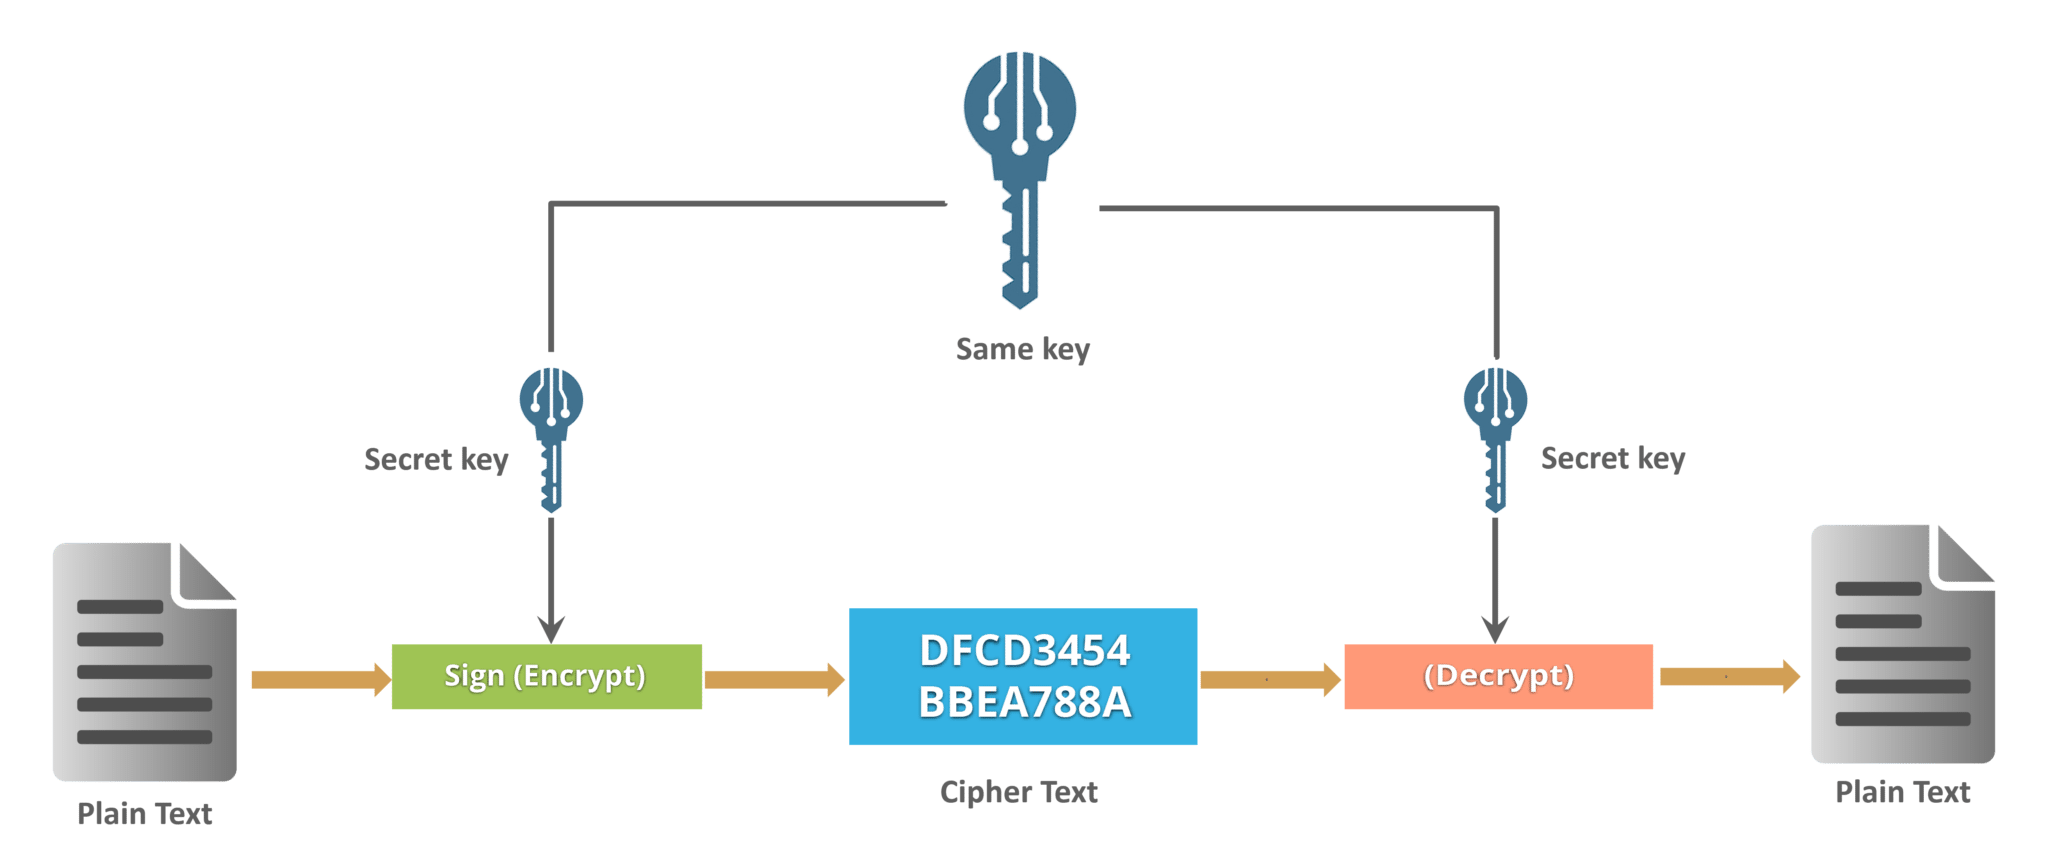 Same key
Secret key
Secret key
Sign (Encrypt)
DFCD3454
BBEA788A
(Decrypt)
Plain Text
Cipher Text
Plain Text